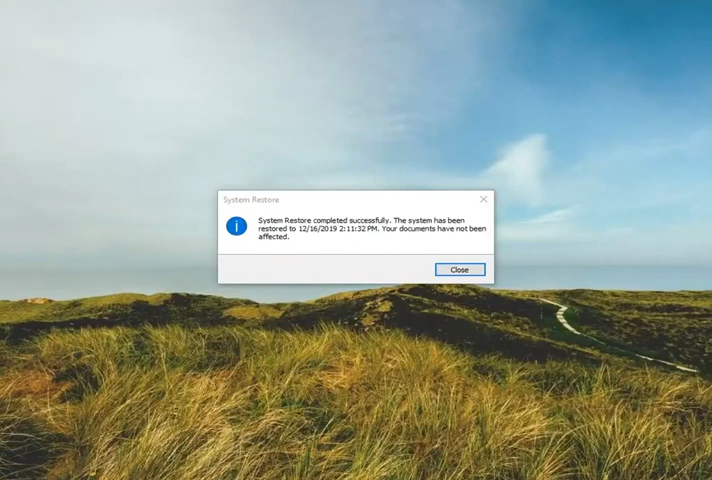 System Restore
System Restore completed successfully. The system has been
restored to 12/16/2019 2:11:32 PM. Your documents have not been
affected.
Close